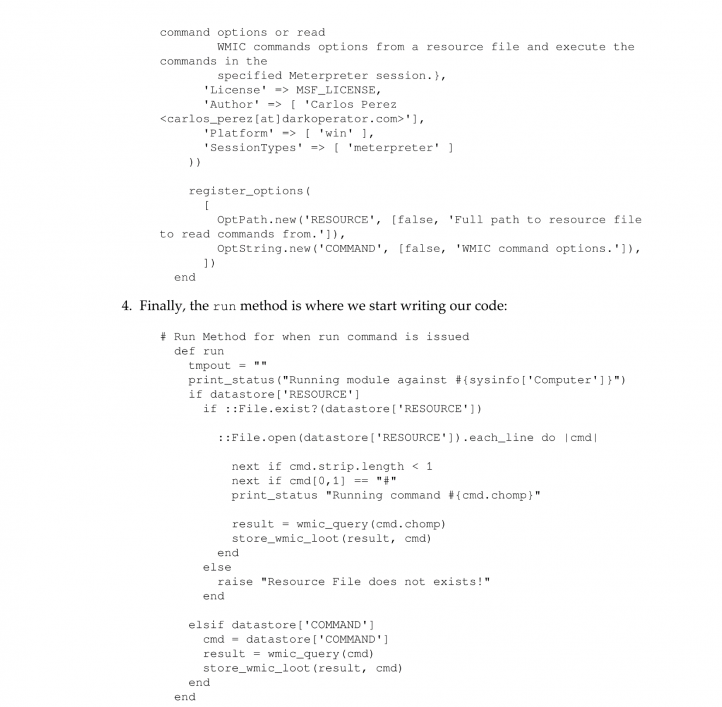 command options or read
WMIC commands options from a resource file and execute the
commands in the
specified Meterpreter session.},
'License' => MSF_LICENSE,
'Author' => [ 'Carlos Perez
<carlos_perez[at]darkoperator.com>'],
'Platform' => [ 'win' ],
'SessionTypes' => [ 'meterpreter' ]
))
register_options(
[
OptPath.new('RESOURCE', [false, 'Full path to resource file
to read commands from.']),
OptString.new('COMMAND', [false, 'WMIC command options.']),
])
end
4. Finally, the run method is where we start writing our code:
# Run Method for when run command is issued
def run
tmpout = ""
print_status("Running module against #{sysinfo['Computer']}")
if datastore['RESOURCE']
if ::File.exist?(datastore['RESOURCE'])
::File.open(datastore['RESOURCE']).each_line do |cmd|
next if cmd.strip.length < 1
next if cmd[0,1] == "#"
print_status "Running command #{cmd.chomp}"
result = wmic_query(cmd.chomp)
store_wmic_loot(result, cmd)
end
else
raise "Resource File does not exists!"
end
elsif datastore['COMMAND']
cmd = datastore['COMMAND']
result = wmic_query(cmd)
store_wmic_loot(result, cmd)
end
end